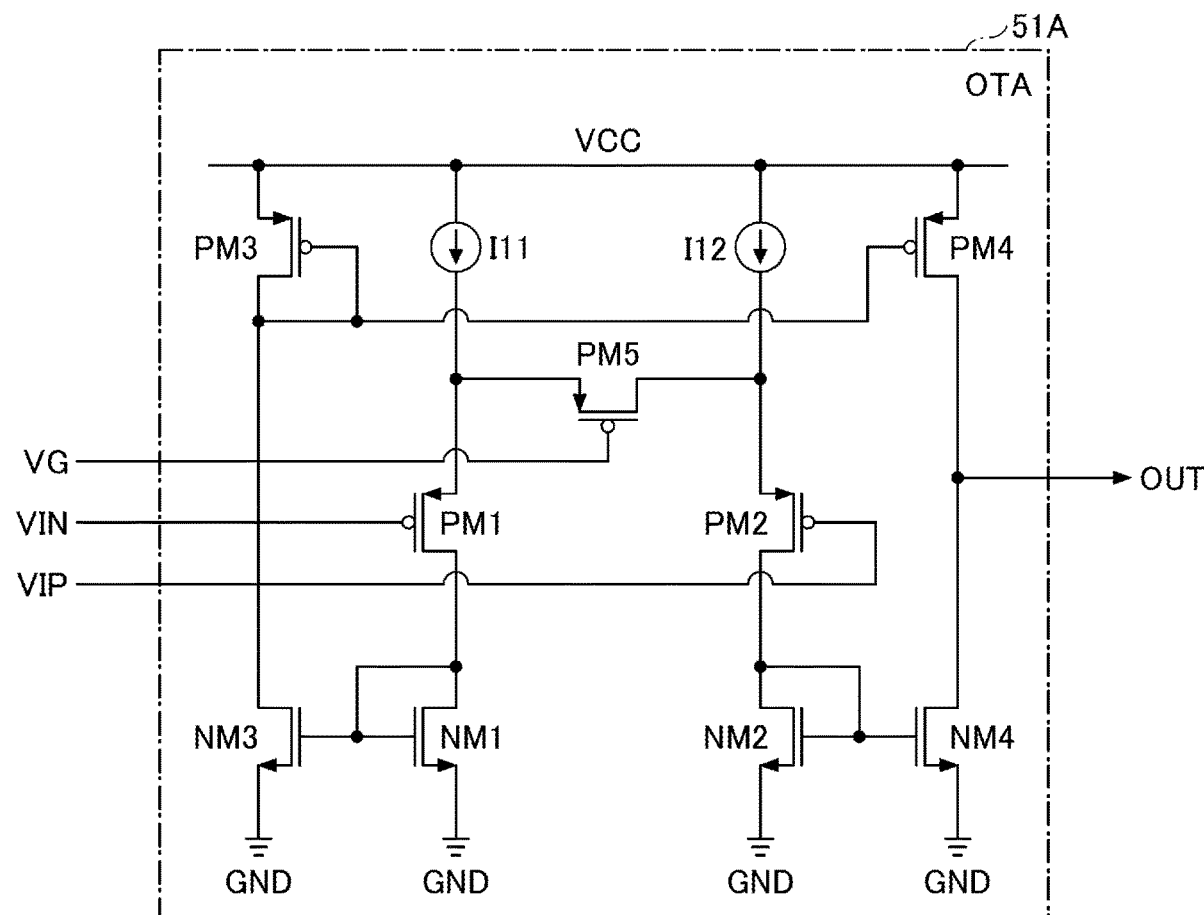 51A
OTA
VCC
PM3
I11
I12
PM4
PM5
VG
OUT
VIN
PM1
PM2
VIP
NM3
NM1
NM2
NM4
GND
GND
GND
GND